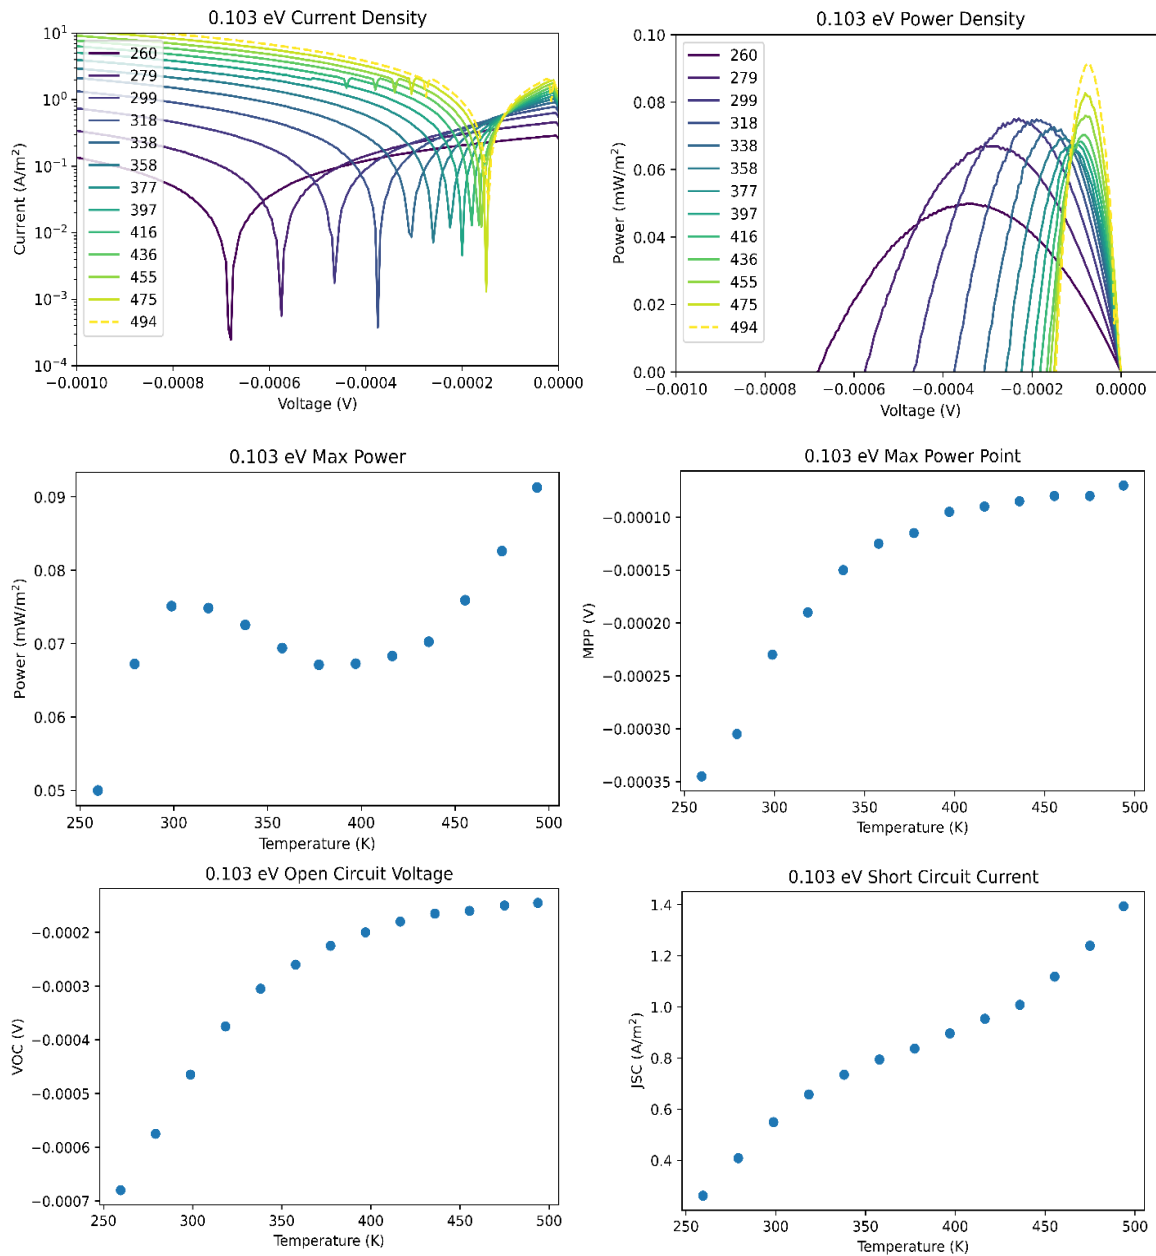 0.103 eV Current Density
10¹
10⁰
10⁻¹
10⁻²
10⁻³
10⁻⁴
Current (A/m²)
260
279
299
318
338
358
377
397
416
436
455
475
494
−0.0010 −0.0008 −0.0006 −0.0004 −0.0002 0.0000
Voltage (V)
0.103 eV Power Density
0.10
0.08
0.06
0.04
0.02
0.00
Power (mW/m²)
260
279
299
318
338
358
377
397
416
436
455
475
494
−0.0010 −0.0008 −0.0006 −0.0004 −0.0002 0.0000
Voltage (V)
0.103 eV Max Power
0.09
0.08
0.07
0.06
0.05
Power (mW/m²)
250 300 350 400 450 500
Temperature (K)
0.103 eV Max Power Point
−0.00010
−0.00015
−0.00020
−0.00025
−0.00030
−0.00035
MPP (V)
250 300 350 400 450 500
Temperature (K)
0.103 eV Open Circuit Voltage
−0.0002
−0.0003
−0.0004
−0.0005
−0.0006
−0.0007
VOC (V)
250 300 350 400 450 500
Temperature (K)
0.103 eV Short Circuit Current
1.4
1.2
1.0
0.8
0.6
0.4
JSC (A/m²)
250 300 350 400 450 500
Temperature (K)